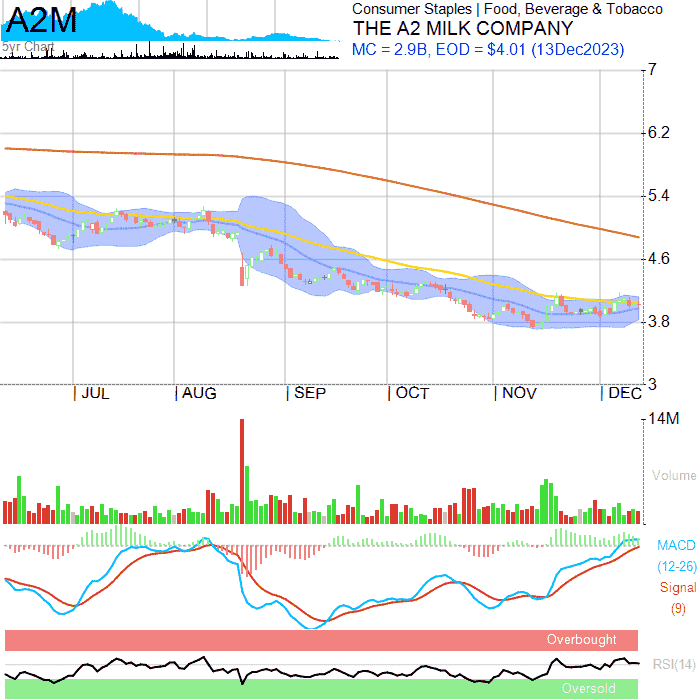 A2M
5yr Chart
Consumer Staples | Food, Beverage & Tobacco
THE A2 MILK COMPANY
MC = 2.9B, EOD = $4.01 (13Dec2023)
7
6.2
5.4
4.6
3.8
3
| JUL | AUG | SEP | OCT | NOV | DEC
14M
Volume
MACD
(12-26)
Signal
(9)
Overbought
RSI(14)
Oversold